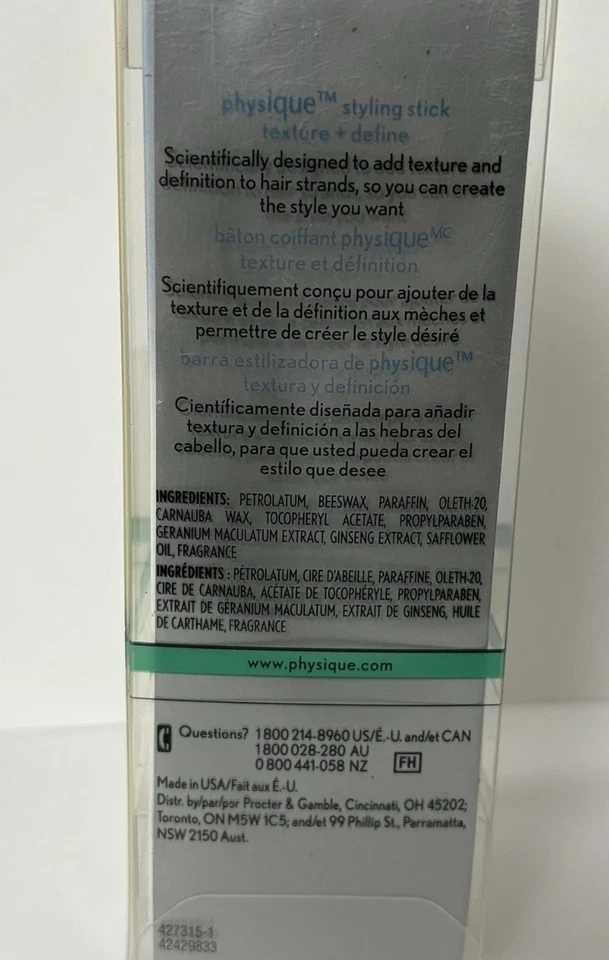 physique™ styling stick
texture + define
Scientifically designed to add texture and
definition to hair strands, so you can create
the style you want
bâton coiffant physiqueᴹᶜ
texture et définition
Scientifiquement conçu pour ajouter de la
texture et de la définition aux mèches et
permettre de créer le style désiré
barra estilizadora de physique™
textura y definición
Científicamente diseñada para añadir
textura y definición a las hebras del
cabello, para que usted pueda crear el
estilo que desee
INGREDIENTS: PETROLATUM, BEESWAX, PARAFFIN, OLETH-20,
CARNAUBA WAX, TOCOPHERYL ACETATE, PROPYLPARABEN,
GERANIUM MACULATUM EXTRACT, GINSENG EXTRACT, SAFFLOWER
OIL, FRAGRANCE
INGRÉDIENTS : PÉTROLATUM, CIRE D'ABEILLE, PARAFFINE, OLETH-20,
CIRE DE CARNAUBA, ACÉTATE DE TOCOPHÉRYLE, PROPYLPARABEN,
EXTRAIT DE GÉRANIUM MACULATUM, EXTRAIT DE GINSENG, HUILE
DE CARTHAME, FRAGRANCE
www.physique.com
Questions? 1 800 214-8960 US/É.-U. and/et CAN
1 800 028-280 AU
0 800 441-058 NZ FH
Made in USA/Fait aux É.-U.
Distr. by/par/por Procter & Gamble, Cincinnati, OH 45202;
Toronto, ON M5W 1C5; and/et 99 Phillip St., Parramatta,
NSW 2150 Aust.
427315-1
42429833